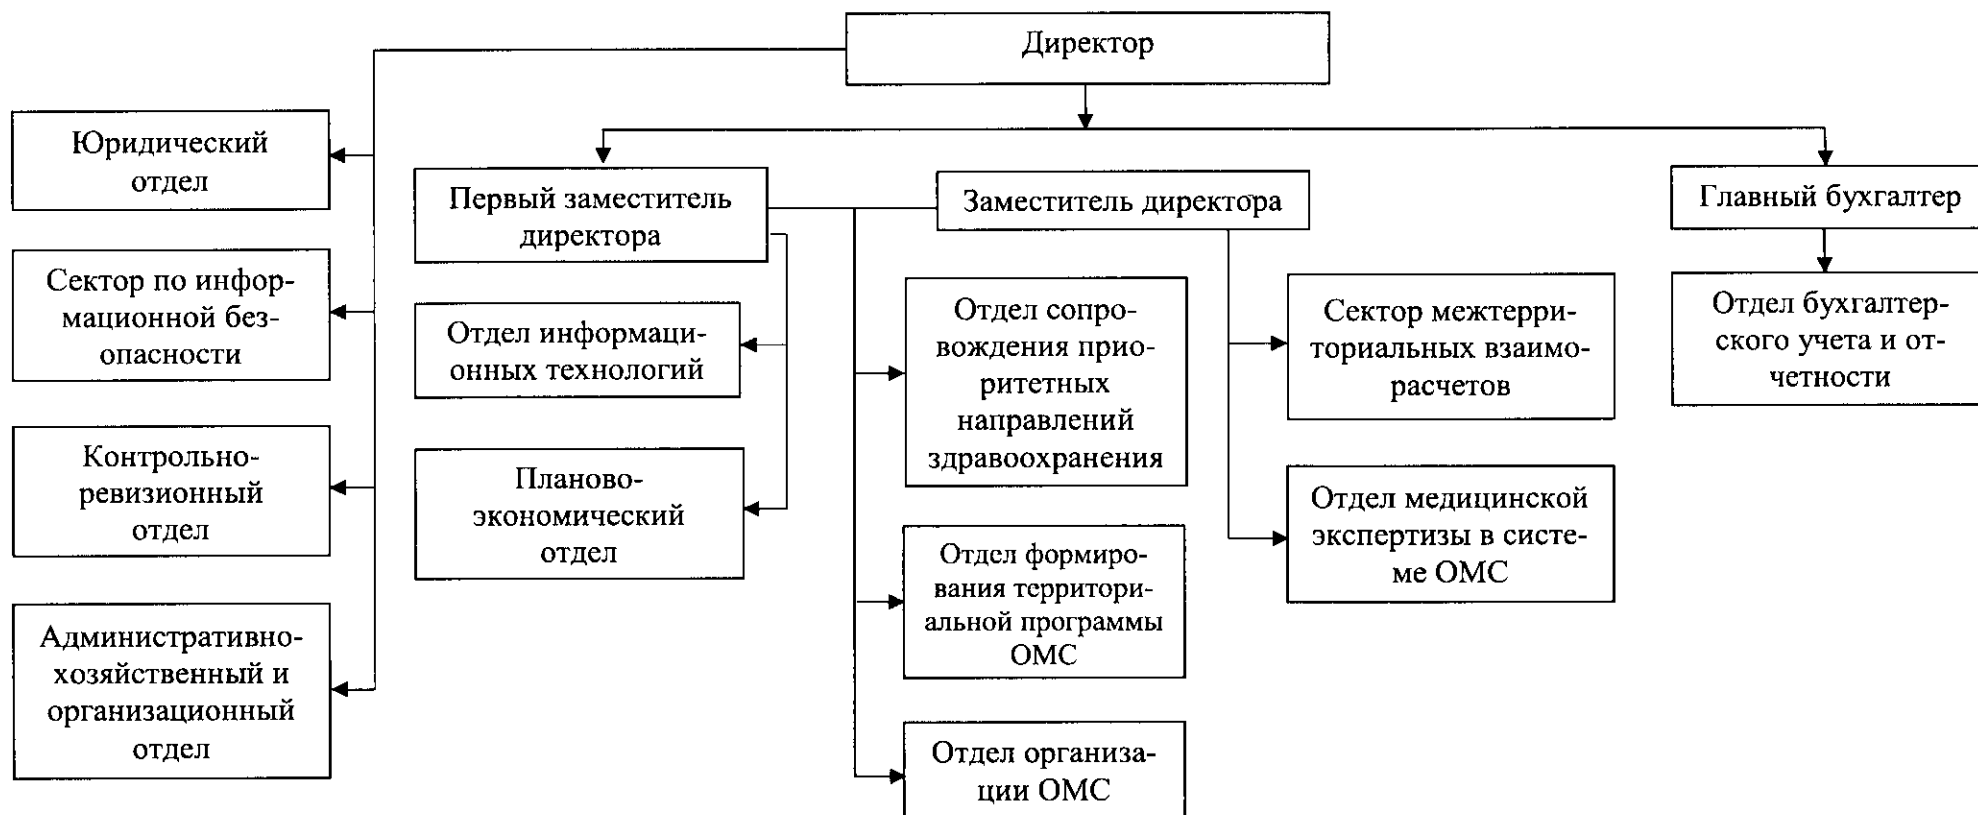 Директор
Юридический
отдел
Сектор по инфор-
мационной без-
опасности
Контрольно-
ревизионный
отдел
Административно-
хозяйственный и
организационный
отдел
Первый заместитель
директора
Отдел информаци-
онных технологий
Планово-
экономический
отдел
Заместитель директора
Отдел сопро-
вождения прио-
ритетных
направлений
здравоохранения
Отдел формиро-
вания территори-
альной программы
ОМС
Отдел организа-
ции ОМС
Сектор межтерри-
ториальных взаимо-
расчетов
Отдел медицинской
экспертизы в систе-
ме ОМС
Главный бухгалтер
Отдел бухгалтер-
ского учета и от-
четности